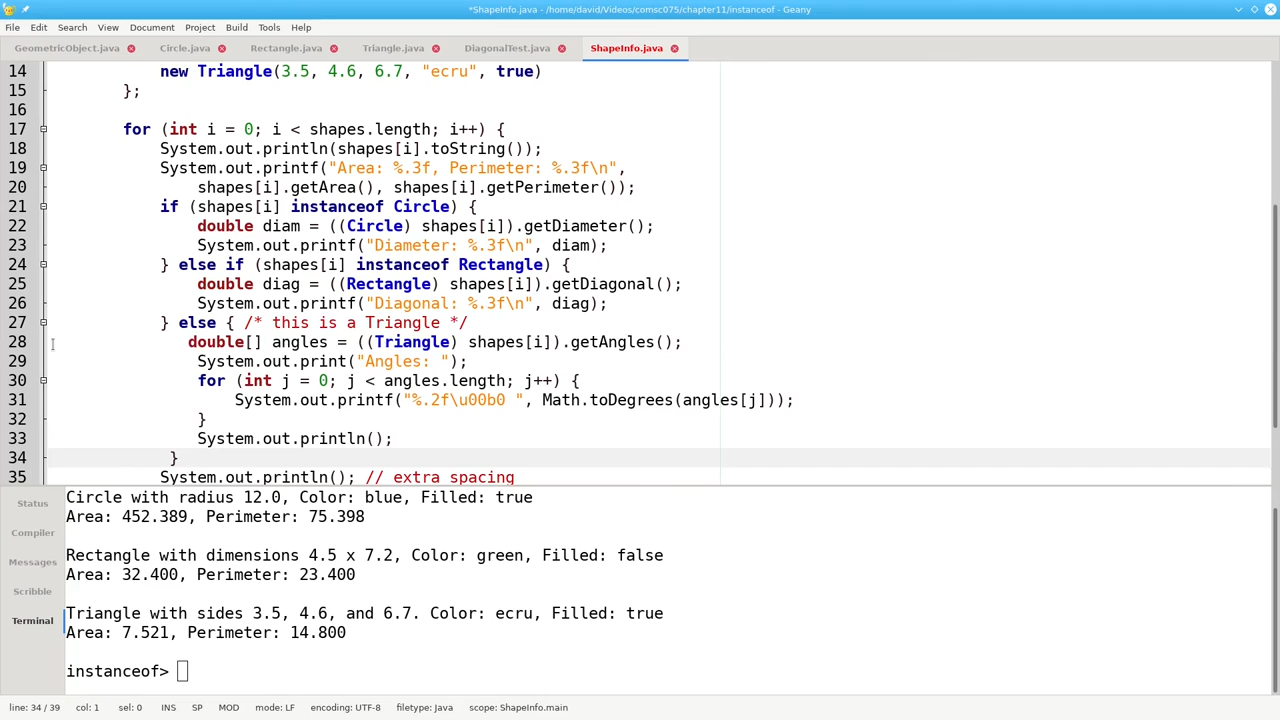 *ShapeInfo.java - /home/david/Videos/comsc075/chapter11/instanceof - Geany
File Edit Search View Document Project Build Tools Help
GeometricObject.java Circle.java Rectangle.java Triangle.java DiagonalTest.java ShapeInfo.java
14 new Triangle(3.5, 4.6, 6.7, "ecru", true)
15 };
16
17 for (int i = 0; i < shapes.length; i++) {
18 System.out.println(shapes[i].toString());
19 System.out.printf("Area: %.3f, Perimeter: %.3f\n",
20 shapes[i].getArea(), shapes[i].getPerimeter());
21 if (shapes[i] instanceof Circle) {
22 double diam = ((Circle) shapes[i]).getDiameter();
23 System.out.printf("Diameter: %.3f\n", diam);
24 } else if (shapes[i] instanceof Rectangle) {
25 double diag = ((Rectangle) shapes[i]).getDiagonal();
26 System.out.printf("Diagonal: %.3f\n", diag);
27 } else { /* this is a Triangle */
28 double[] angles = ((Triangle) shapes[i]).getAngles();
29 System.out.print("Angles: ");
30 for (int j = 0; j < angles.length; j++) {
31 System.out.printf("%.2f\u00b0 ", Math.toDegrees(angles[j]));
32 }
33 System.out.println();
34 }
35 System.out.println(); // extra spacing
Status
Compiler
Messages
Scribble
Terminal
Circle with radius 12.0, Color: blue, Filled: true
Area: 452.389, Perimeter: 75.398
Rectangle with dimensions 4.5 x 7.2, Color: green, Filled: false
Area: 32.400, Perimeter: 23.400
Triangle with sides 3.5, 4.6, and 6.7. Color: ecru, Filled: true
Area: 7.521, Perimeter: 14.800
instanceof>
line: 34 / 39 col: 1 sel: 0 INS SP MOD mode: LF encoding: UTF-8 filetype: Java scope: ShapeInfo.main